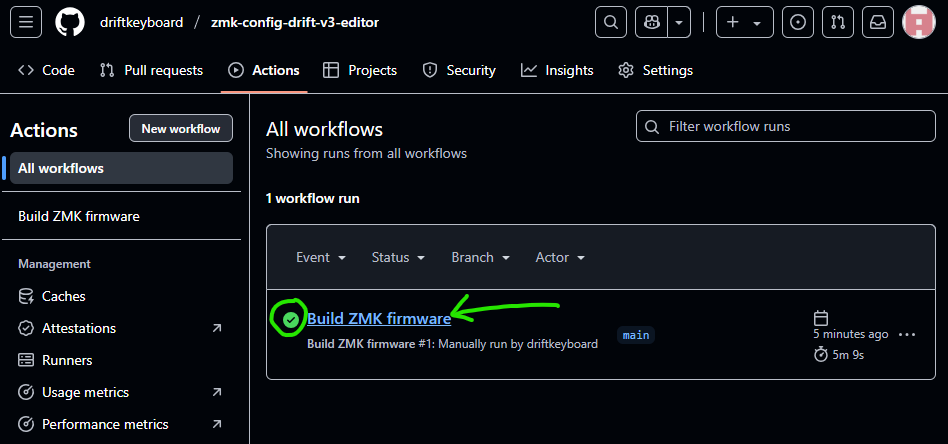 driftkeyboard / zmk-config-drift-v3-editor
Code Pull requests Actions Projects Security Insights Settings
Actions
New workflow
All workflows
Build ZMK firmware
Management
Caches
Attestations
Runners
Usage metrics
Performance metrics
All workflows
Showing runs from all workflows
Filter workflow runs
1 workflow run
Event Status Branch Actor
Build ZMK firmware
Build ZMK firmware #1: Manually run by driftkeyboard
main
5 minutes ago
5m 9s